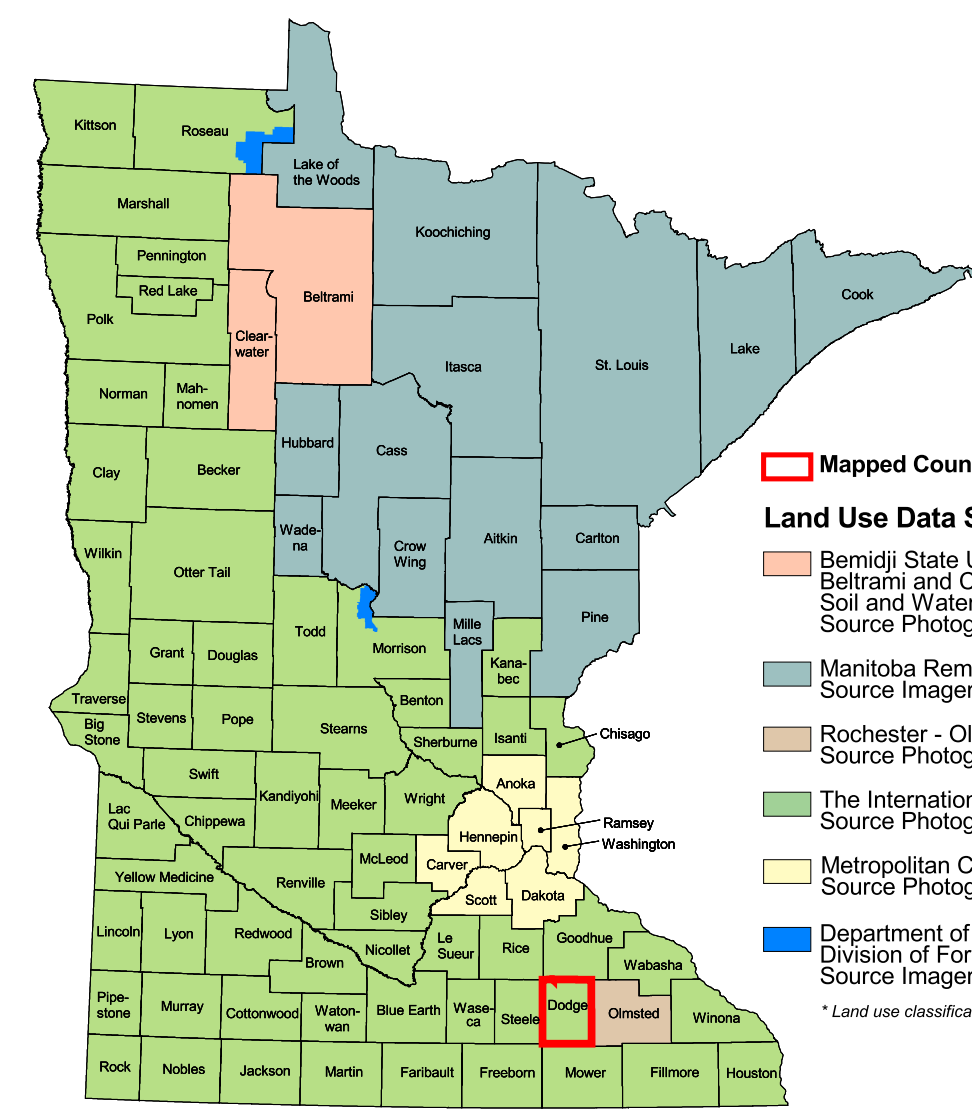 Kittson
Roseau
Lake of
the Woods
Marshall
Koochiching
Pennington
Red Lake
Beltrami
Cook
Polk
Clear-
water
Lake
St. Louis
Itasca
Norman
Mah-
nomen
Hubbard
Cass
Clay
Becker
Mapped Coun
Land Use Data S
Wade-
na
Crow
Wing
Aitkin
Carlton
Wilkin
Otter Tail
Bemidji State U
Beltrami and C
Soil and Water
Source Photog
Todd
Mille
Lacs
Pine
Grant
Douglas
Morrison
Kana-
bec
Manitoba Rem
Source Imager
Traverse
Benton
Big
Stone
Stevens
Pope
Stearns
Sherburne
Isanti
Chisago
Rochester - Ol
Source Photog
Swift
Kandiyohi
Meeker
Wright
Anoka
Lac
Qui Parle
Chippewa
Hennepin
Ramsey
Washington
The Internation
Source Photog
McLeod
Carver
Yellow Medicine
Renville
Scott
Dakota
Metropolitan C
Source Photog
Sibley
Lincoln
Lyon
Redwood
Nicollet
Le
Sueur
Rice
Goodhue
Wabasha
Brown
Department of
Division of For
Source Imager
Pipe-
stone
Murray
Cottonwood
Waton-
wan
Blue Earth
Wase-
ca
Steele
Dodge
Olmsted
Winona
* Land use classifica
Rock
Nobles
Jackson
Martin
Faribault
Freeborn
Mower
Fillmore
Houston